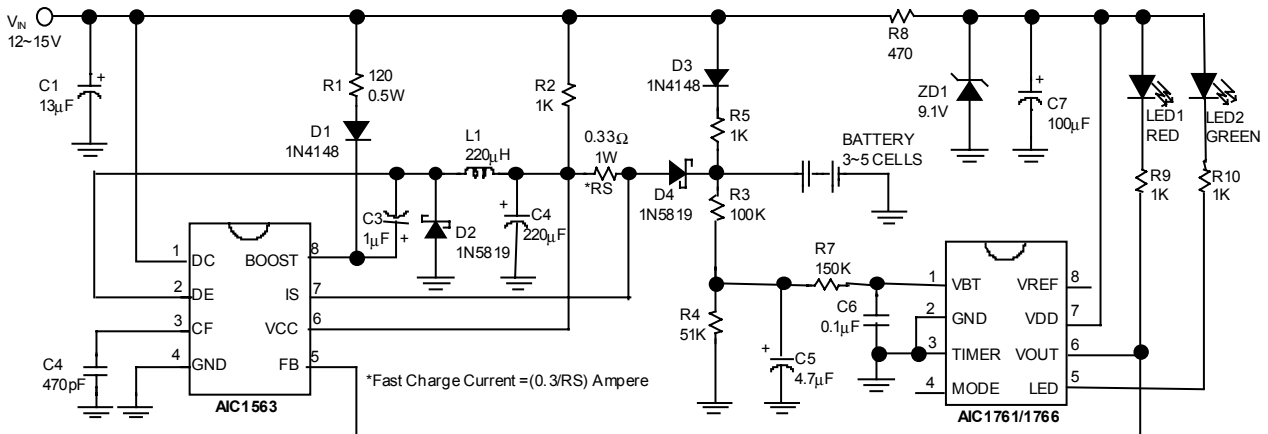 VIN
12~15V
C1
13μF
R1
120
0.5W
D1
1N4148
R2
1K
L1
220μH
0.33Ω
1W
*RS
C3
1μF
D2
1N5819
C4
220μF
D3
1N4148
R5
1K
D4
1N5819
BATTERY
3~5 CELLS
R3
100K
R8
470
ZD1
9.1V
C7
100μF
LED1
RED
LED2
GREEN
R9
1K
R10
1K
1
DC
BOOST
8
2
DE
IS
7
3
CF
VCC
6
4
GND
FB
5
AIC1563
C4
470pF
*Fast Charge Current =(0.3/RS) Ampere
R4
51K
R7
150K
C6
0.1μF
C5
4.7μF
1
VBT
VREF
8
2
GND
VDD
7
3
TIMER
VOUT
6
4
MODE
LED
5
AIC1761/1766